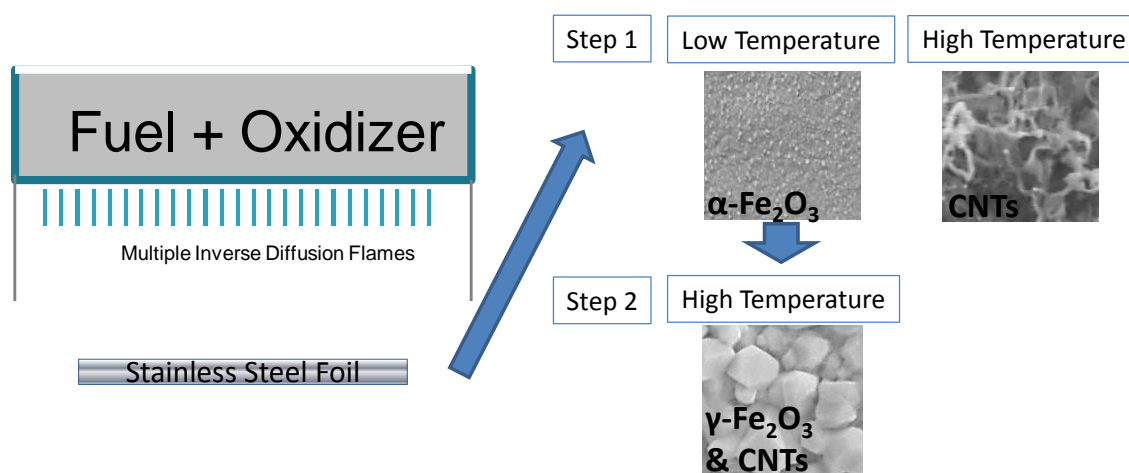 Fuel + Oxidizer
Multiple Inverse Diffusion Flames
Stainless Steel Foil
Step 1
Low Temperature
High Temperature
α-Fe₂O₃
CNTs
Step 2
High Temperature
γ-Fe₂O₃
& CNTs